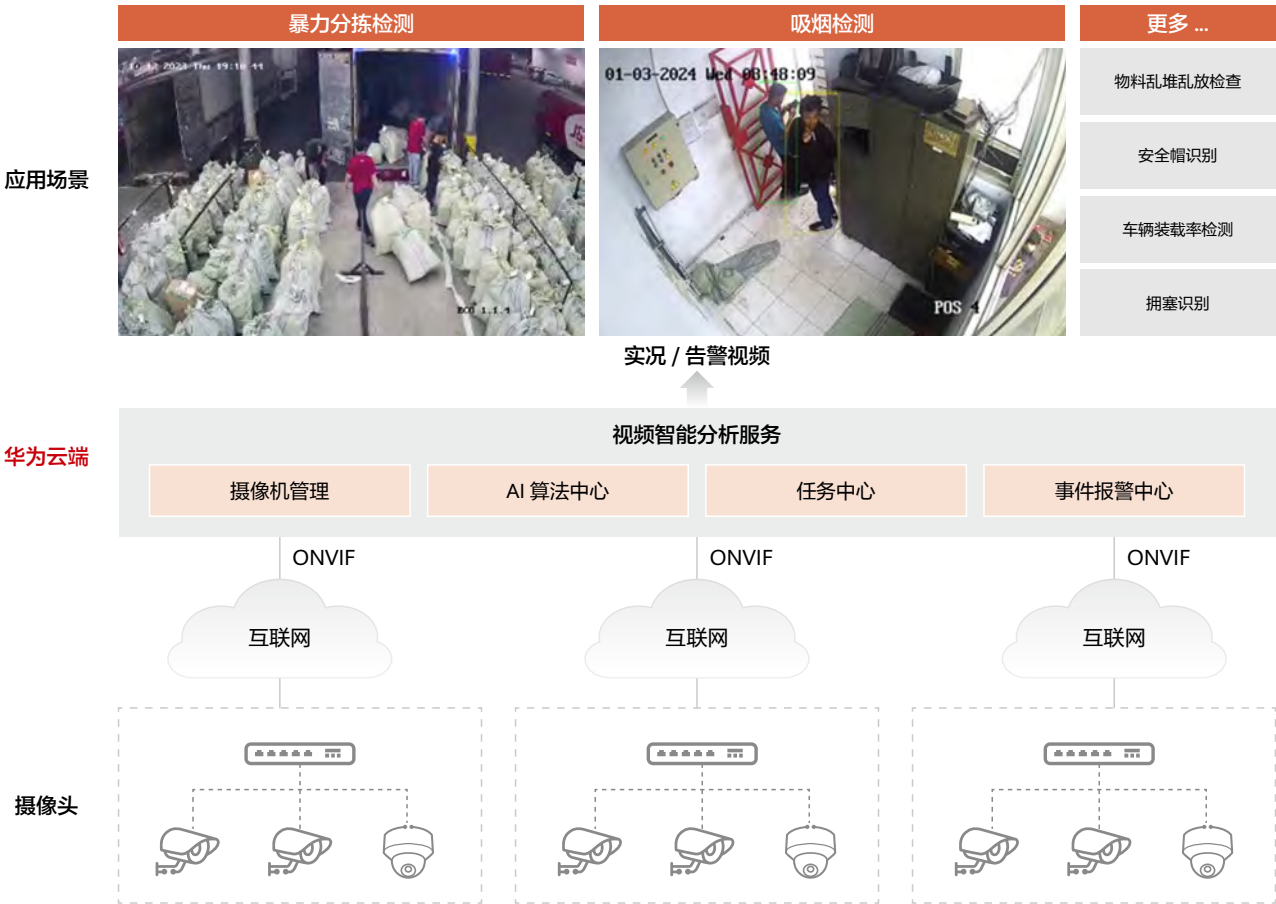 暴力分拣检测
吸烟检测
更多 ...
应用场景
01-03-2024 Wed 08:48:09
POS
物料乱堆乱放检查
安全帽识别
车辆装载率检测
拥塞识别
实况 / 告警视频
华为云端
视频智能分析服务
摄像机管理
AI 算法中心
任务中心
事件报警中心
ONVIF
ONVIF
ONVIF
互联网
互联网
互联网
摄像头